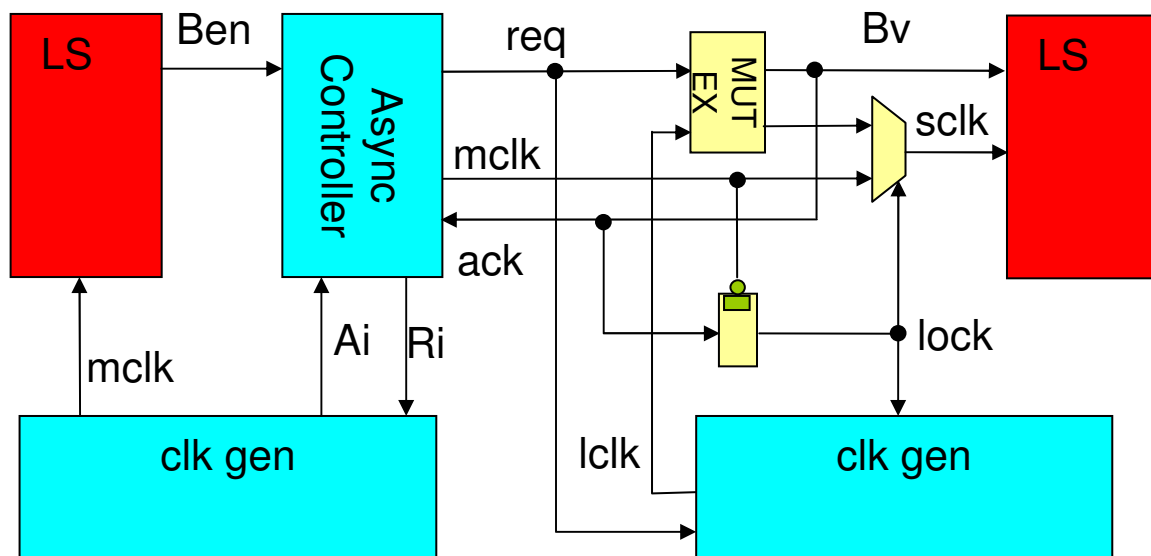 LS
Ben
Async
Controller
req
MUT
EX
Bv
LS
mclk
sclk
ack
Ai
Ri
lock
mclk
clk gen
lclk
clk gen